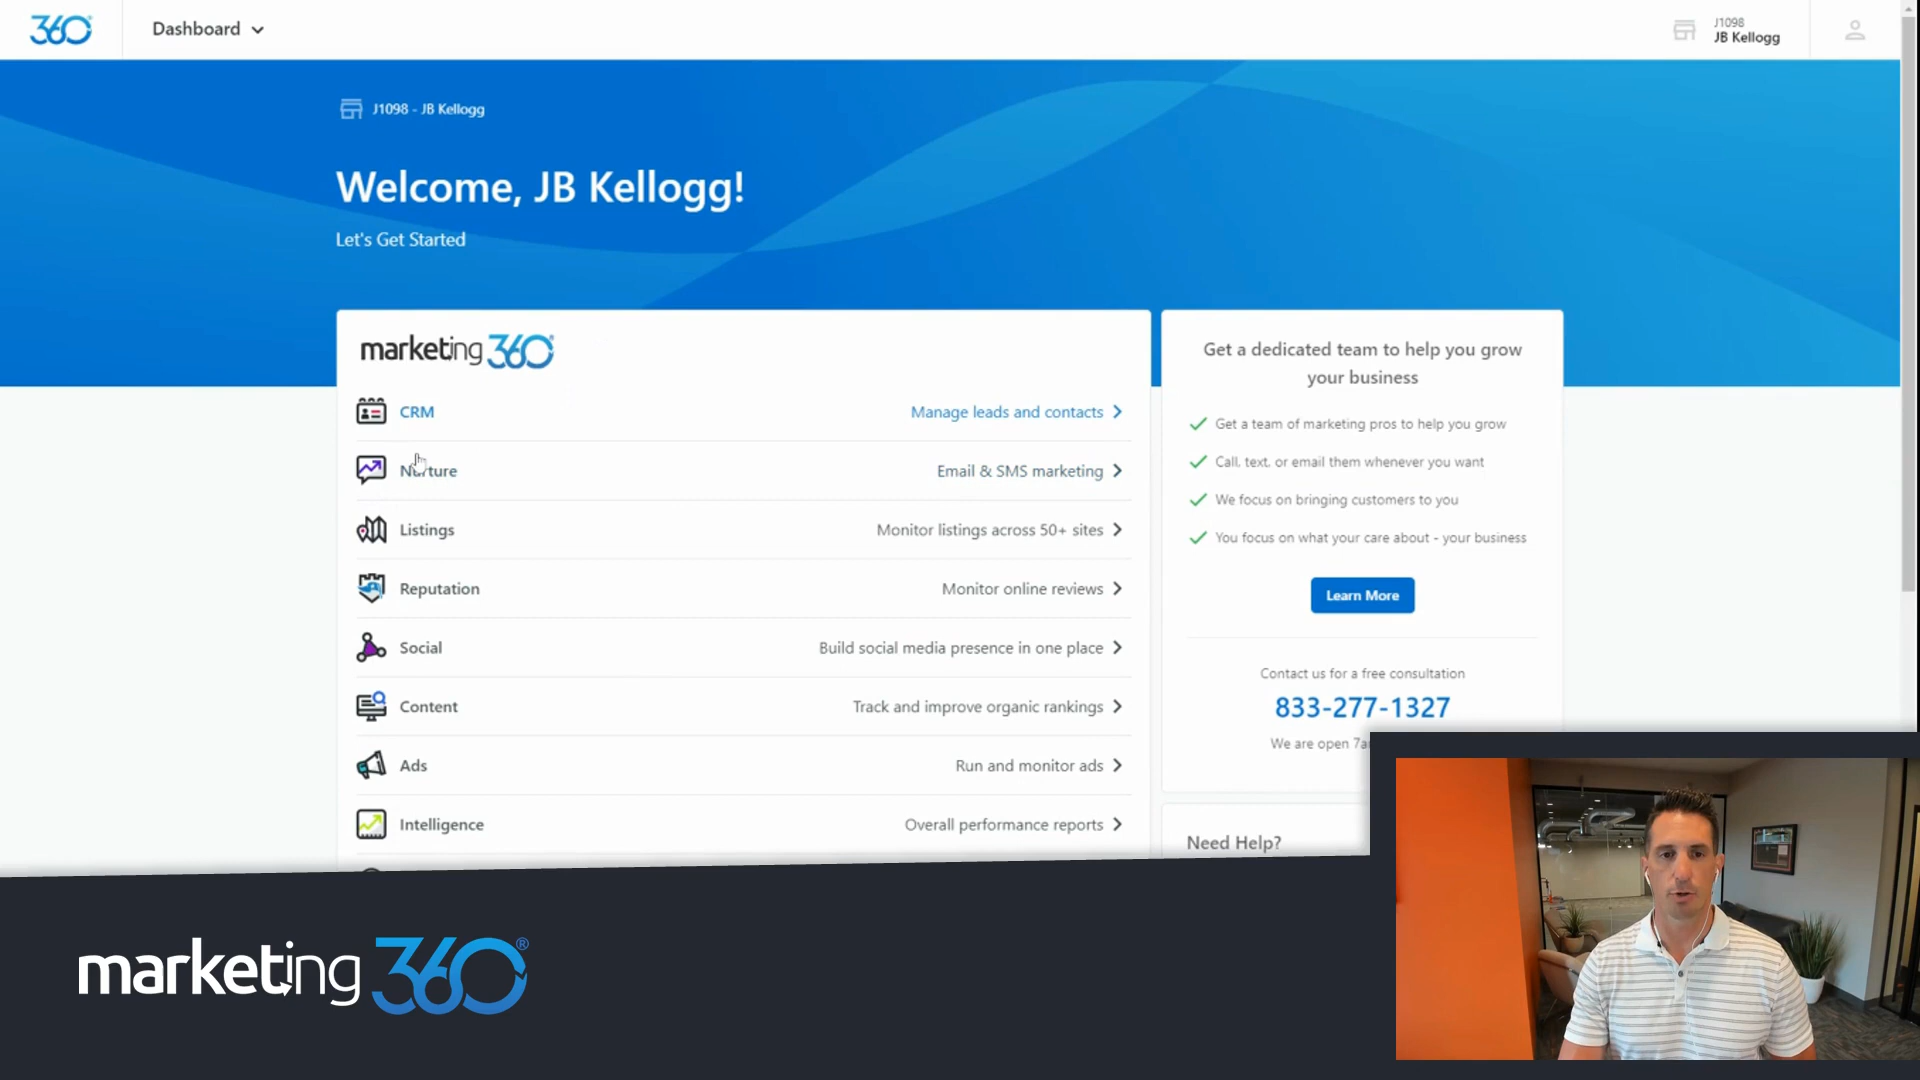 360
Dashboard
J1098
JB Kellogg
J1098 - JB Kellogg
Welcome, JB Kellogg!
Let's Get Started
marketing 360®
CRM
Manage leads and contacts
Nurture
Email & SMS marketing
Listings
Monitor listings across 50+ sites
Reputation
Monitor online reviews
Social
Build social media presence in one place
Content
Track and improve organic rankings
Ads
Run and monitor ads
Intelligence
Overall performance reports
Get a dedicated team to help you grow
your business
Get a team of marketing pros to help you grow
Call, text, or email them whenever you want
We focus on bringing customers to you
You focus on what your care about - your business
Learn More
Contact us for a free consultation
833-277-1327
We are open 7a
Need Help?
marketing 360®